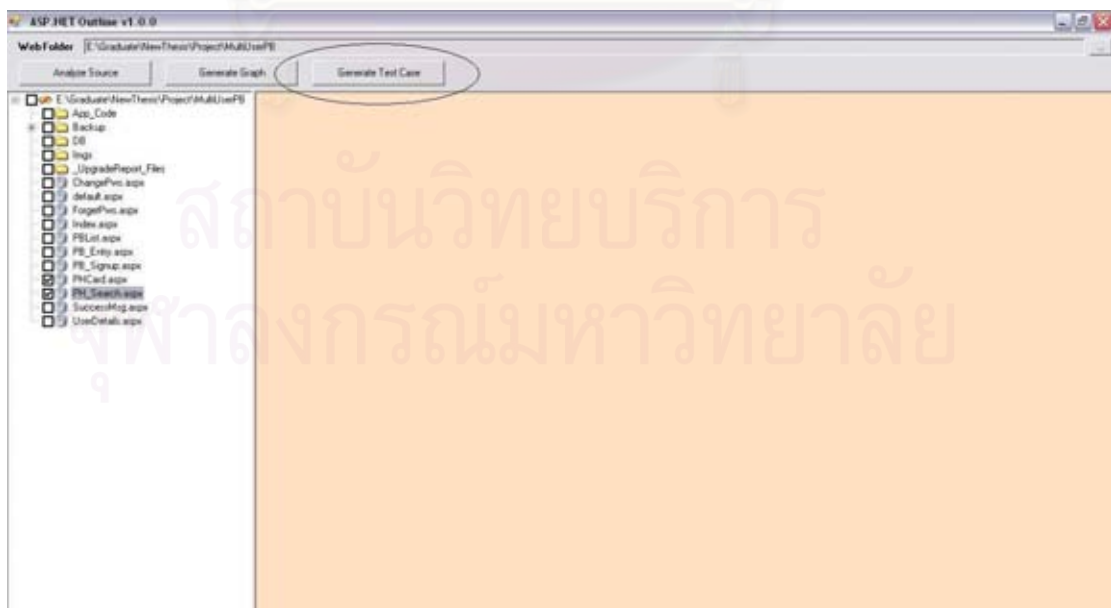 ASP.NET Outline v1.0.0
Web Folder E:\Graduate\NewThesis\Project\MultiUserPB
Analyze Source Generate Graph Generate Test Case
E:\Graduate\NewThesis\Project\MultiUserPB
App_Code
Backup
DB
Imgs
_UpgradeReport_Files
ChangePwo.aspx
default.aspx
ForgetPwo.aspx
Index.aspx
PBList.aspx
PB_Entry.aspx
PB_Signup.aspx
PHCard.aspx
PH_Search.aspx
SuccessMsg.aspx
UserDetails.aspx
สถาบันวิทยบริการ
จุฬาลงกรณ์มหาวิทยาลัย